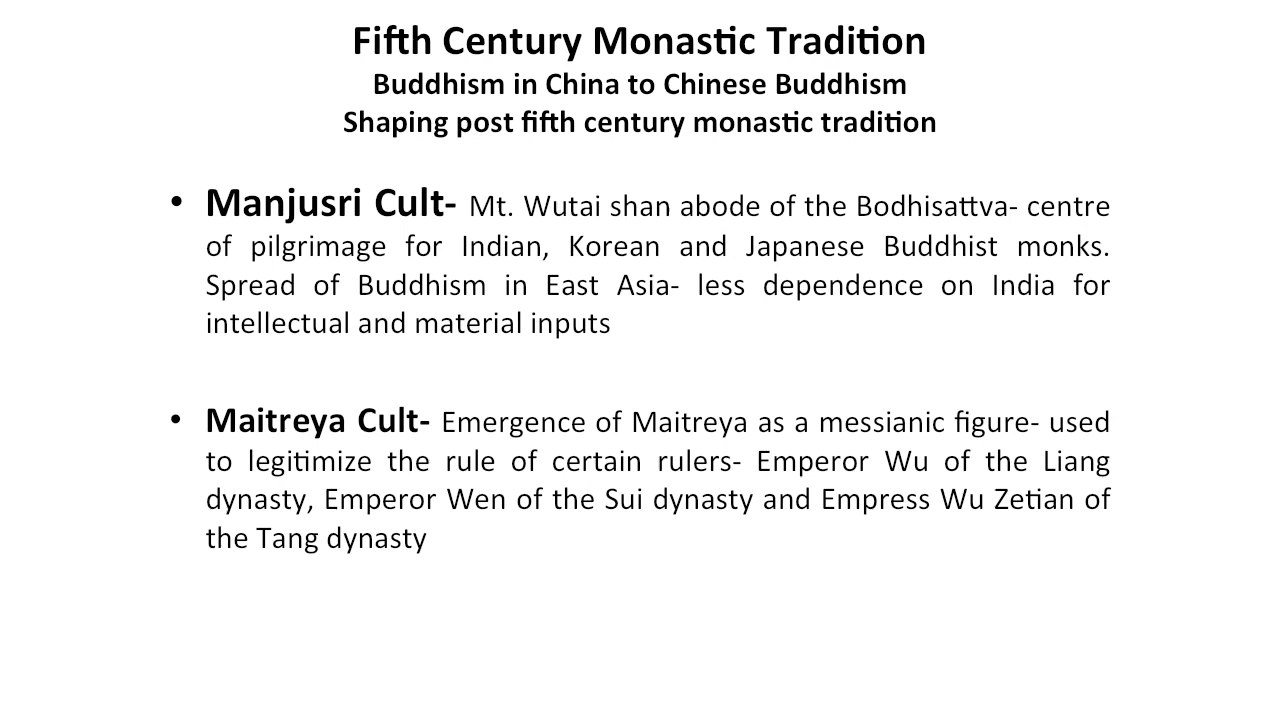 Fifth Century Monastic Tradition
Buddhism in China to Chinese Buddhism
Shaping post fifth century monastic tradition
• Manjusri Cult- Mt. Wutai shan abode of the Bodhisattva- centre
of pilgrimage for Indian, Korean and Japanese Buddhist monks.
Spread of Buddhism in East Asia- less dependence on India for
intellectual and material inputs
• Maitreya Cult- Emergence of Maitreya as a messianic figure- used
to legitimize the rule of certain rulers- Emperor Wu of the Liang
dynasty, Emperor Wen of the Sui dynasty and Empress Wu Zetian of
the Tang dynasty